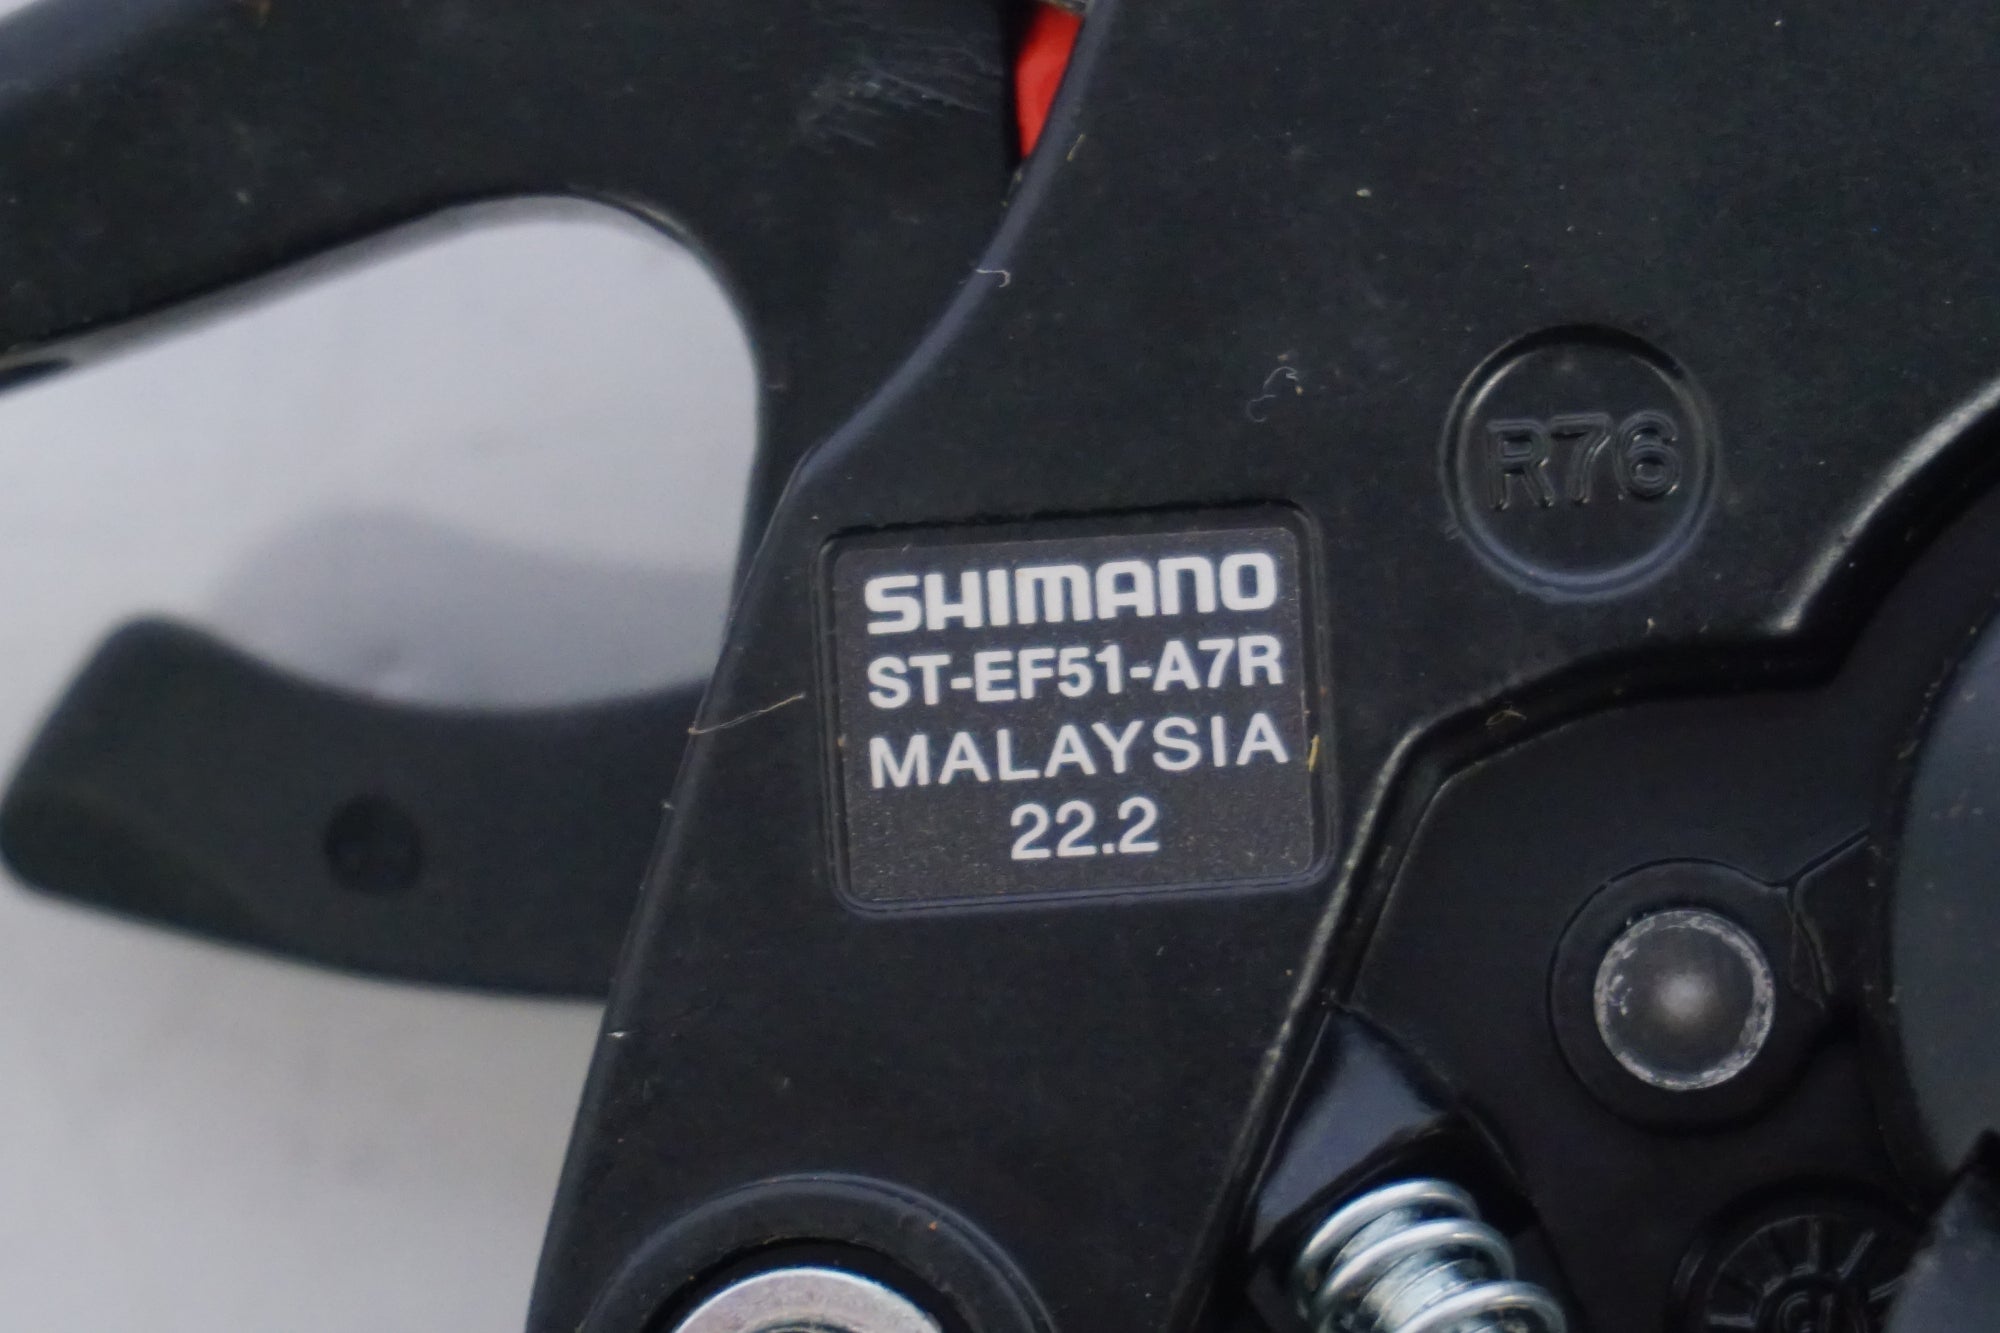 R76
SHIMANO
ST-EF51-A7R
MALAYSIA
22.2